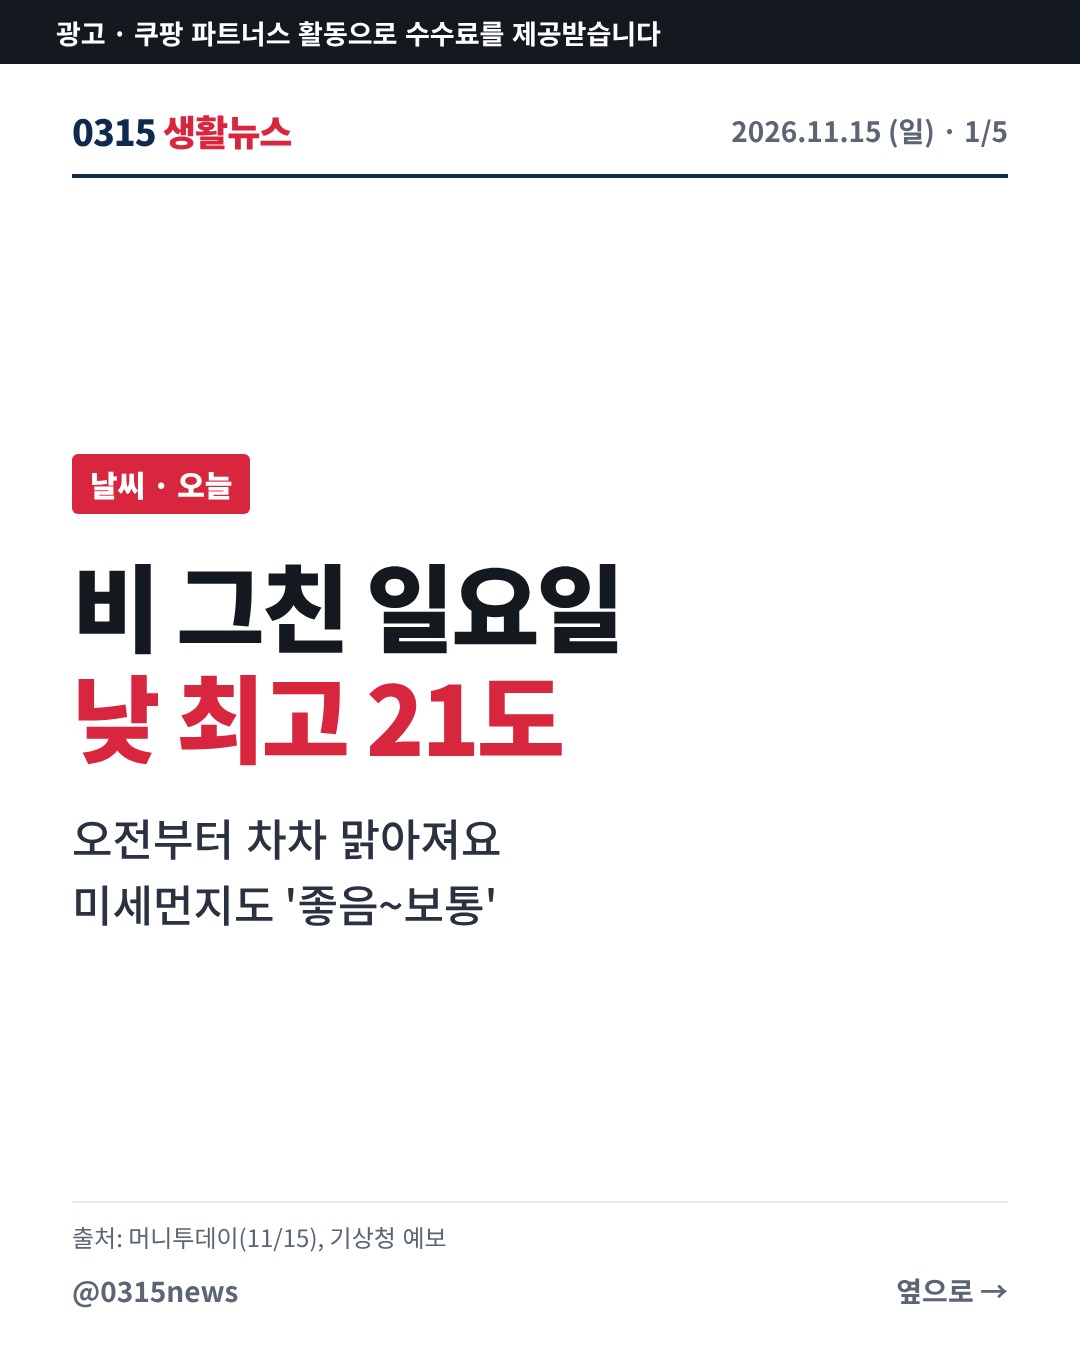 광고 · 쿠팡 파트너스 활동으로 수수료를 제공받습니다
0315 생활뉴스
2026.11.15 (일) · 1/5
날씨 · 오늘
비 그친 일요일
낮 최고 21도
오전부터 차차 맑아져요
미세먼지도 '좋음~보통'
출처: 머니투데이(11/15), 기상청 예보
@0315news
옆으로 →